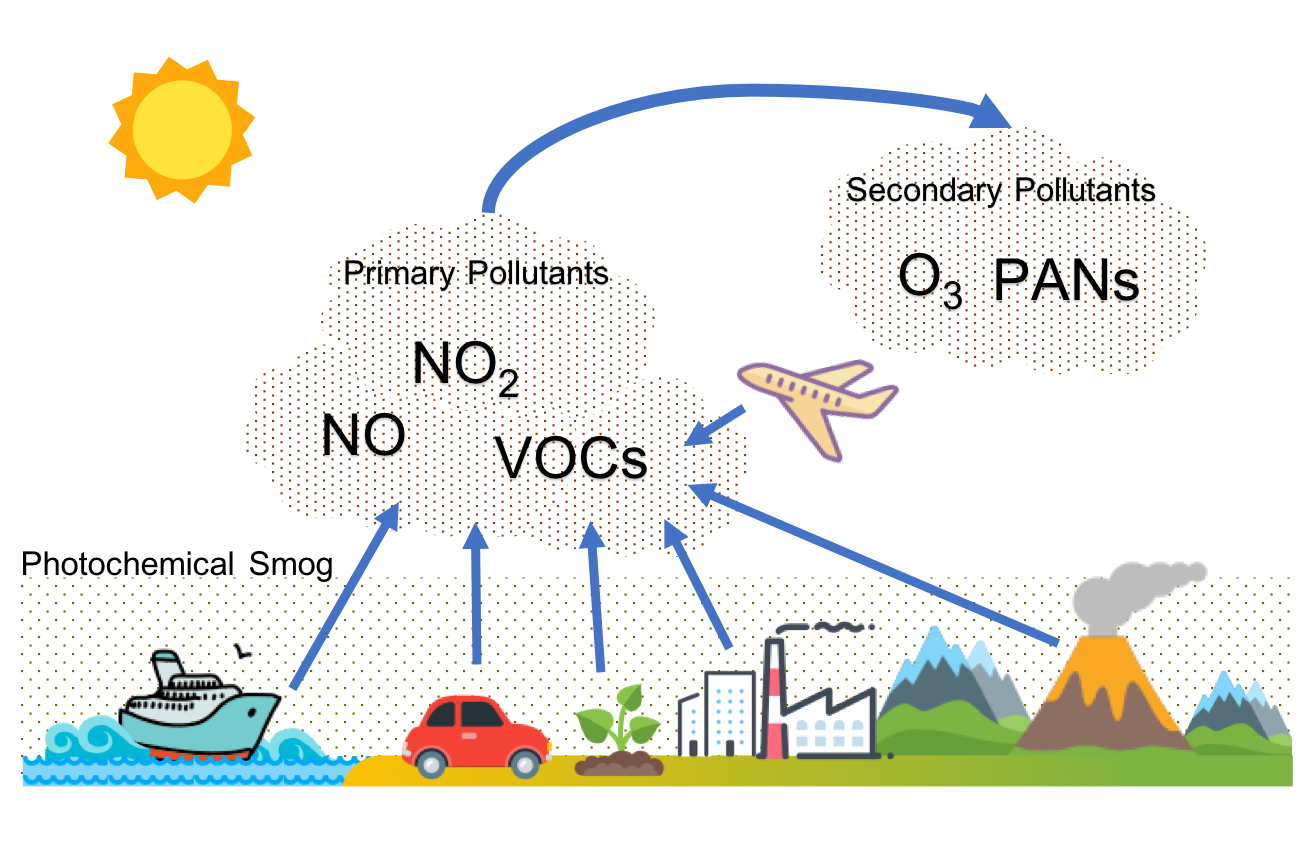 Secondary Pollutants
O₃ PANs
Primary Pollutants
NO₂
NO
VOCs
Photochemical Smog